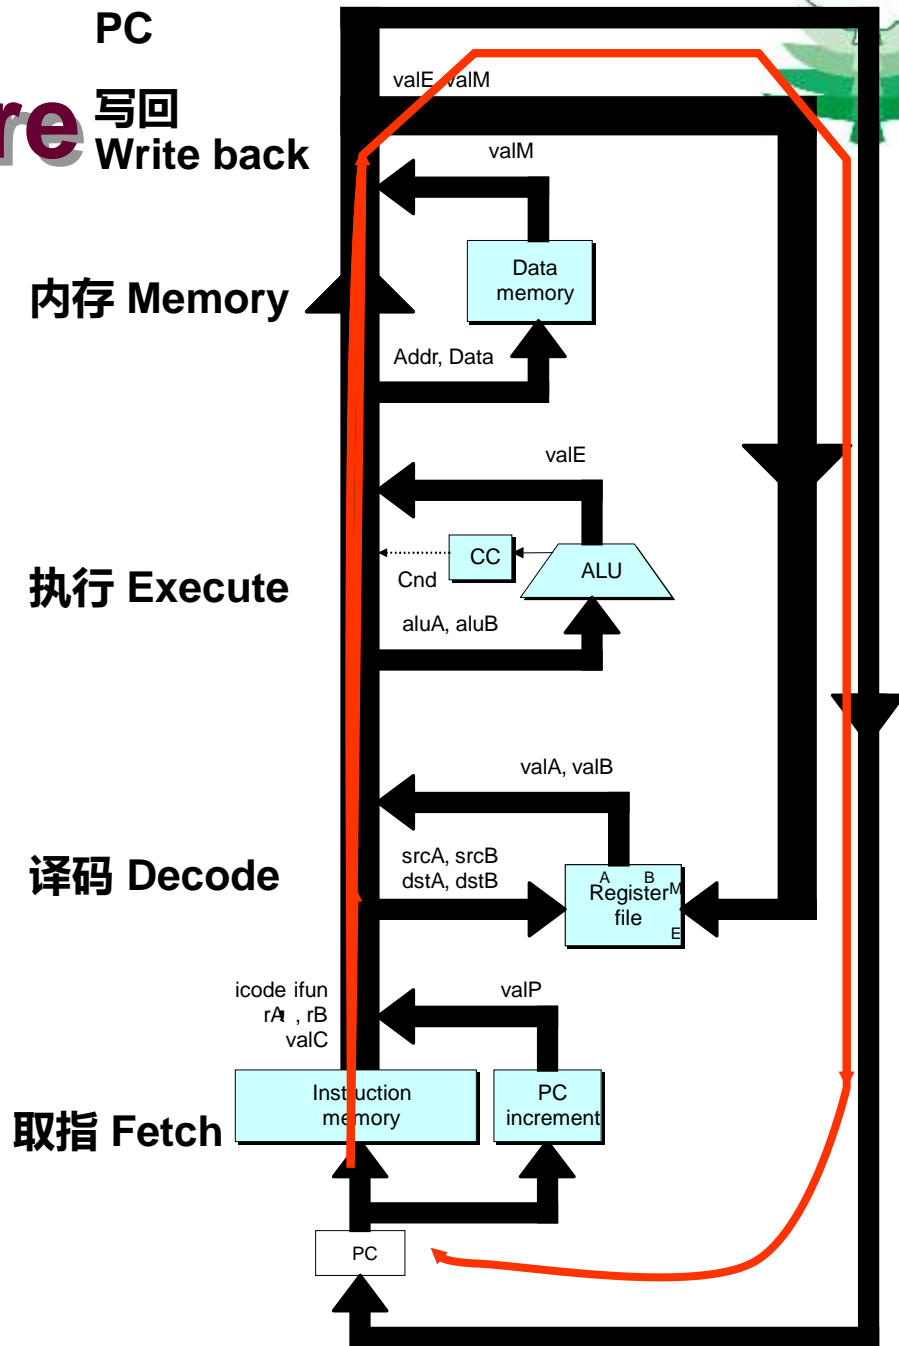 PC
re
写回
Write back
valE, valM
valM
Data
memory
内存 Memory
Addr, Data
valE
CC
ALU
执行 Execute
Cnd
aluA, aluB
valA, valB
译码 Decode
srcA, srcB
dstA, dstB
A B
Register M
file
E
icode ifun
rA , rB
valC
valP
Instruction
memory
PC
increment
取指 Fetch
PC